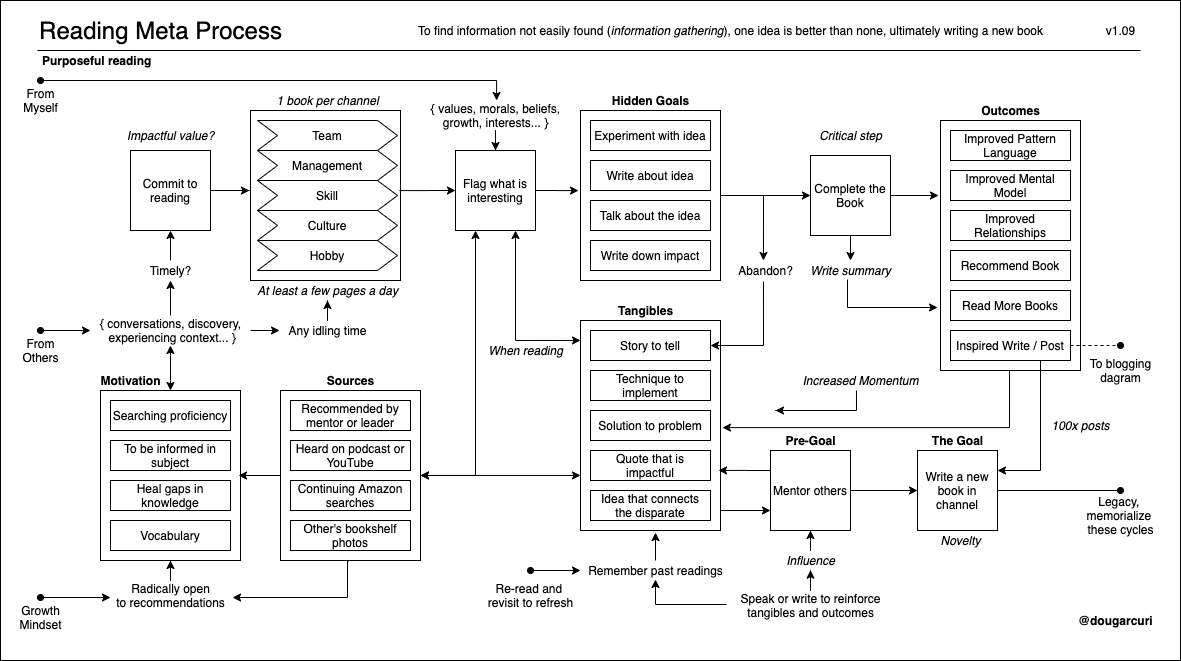 Reading Meta Process
To find information not easily found (information gathering), one idea is better than none, ultimately writing a new book
v1.09
Purposeful reading
From
Myself
1 book per channel
{ values, morals, beliefs,
growth, interests... }
Hidden Goals
Outcomes
Impactful value?
Critical step
Commit to
reading
Team
Management
Skill
Culture
Hobby
At least a few pages a day
Flag what is
interesting
Experiment with idea
Write about idea
Talk about the idea
Write down impact
Abandon?
Complete the
Book
Write summary
Improved Pattern
Language
Improved Mental
Model
Improved
Relationships
Recommend Book
Read More Books
Inspired Write / Post
To blogging
dagram
Timely?
From
Others
{ conversations, discovery,
experiencing context... }
Any idling time
When reading
Tangibles
Story to tell
Technique to
implement
Solution to problem
Quote that is
impactful
Idea that connects
the disparate
Increased Momentum
100x posts
Motivation
Searching proficiency
To be informed in
subject
Heal gaps in
knowledge
Vocabulary
Sources
Recommended by
mentor or leader
Heard on podcast or
YouTube
Continuing Amazon
searches
Other's bookshelf
photos
Pre-Goal
Mentor others
The Goal
Write a new
book in
channel
Novelty
Legacy,
memorialize
these cycles
Influence
Growth
Mindset
Radically open
to recommendations
Re-read and
revisit to refresh
Remember past readings
Speak or write to reinforce
tangibles and outcomes
@dougarcuri